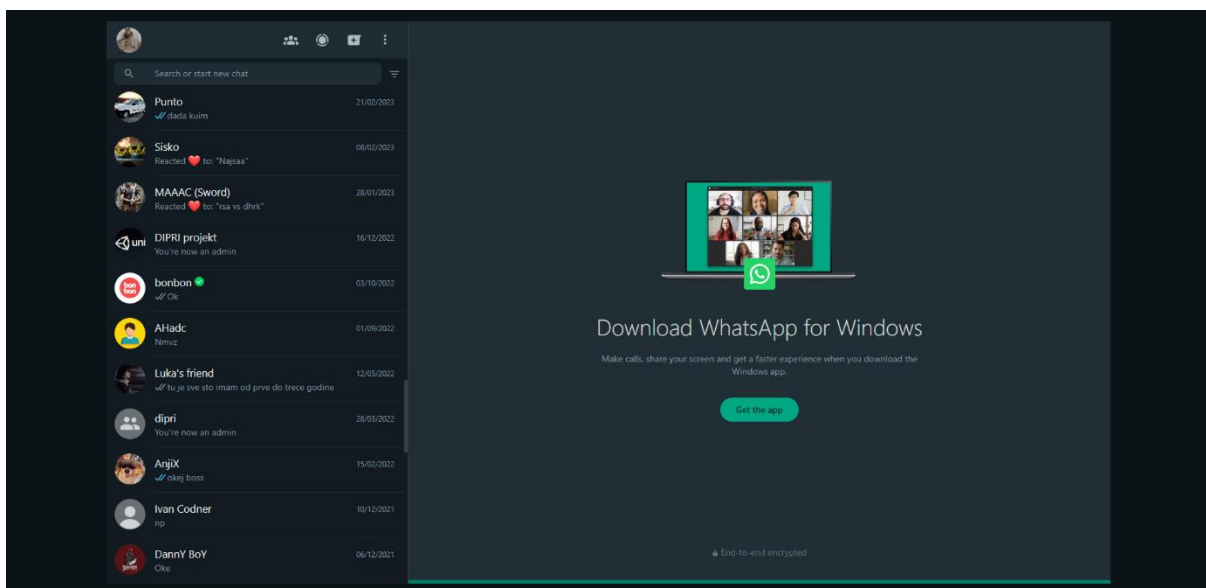 Search or start new chat
Punto
21/02/2023
dada kuim
Sisko
08/02/2023
Reacted ❤️ to: "Najsaa"
MAAAC (Sword)
28/01/2023
Reacted ❤️ to: "rsa vs dhrk"
uni
DIPRI projekt
16/12/2022
You're now an admin
bon
bon
bonbon
03/10/2022
Ok
AHadc
01/09/2022
Nmvz
Luka's friend
12/05/2022
tu je sve sto imam od prve do trece godine
dipri
28/03/2022
You're now an admin
AnjiX
15/02/2022
okej boss
Ivan Codner
10/12/2021
np
DannY BoY
06/12/2021
Oke
Download WhatsApp for Windows
Make calls, share your screen and get a faster experience when you download the
Windows app.
Get the app
End-to-end encrypted